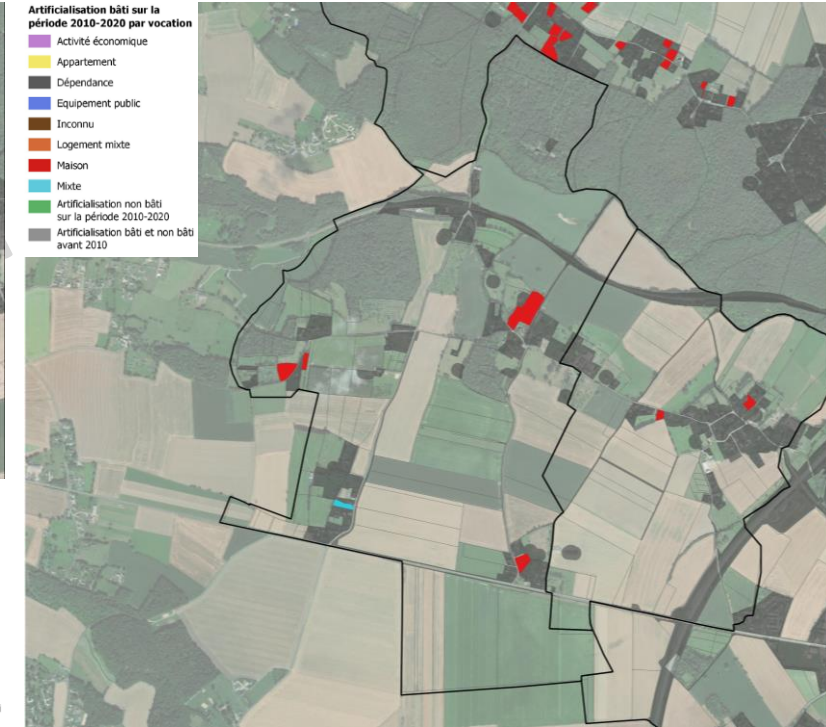 Artificialisation bâti sur la
période 2010-2020 par vocation
Activité économique
Appartement
Dépendance
Equipement public
Inconnu
Logement mixte
Maison
Mixte
Artificialisation non bâti
sur la période 2010-2020
Artificialisation bâti et non bâti
avant 2010